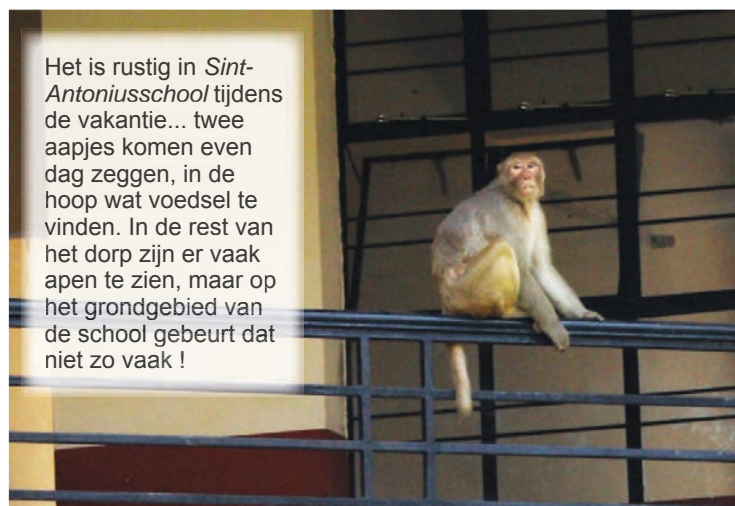 Het is rustig in Sint-
Antoniusschool tijdens
de vakantie... twee
aapjes komen even
dag zeggen, in de
hoop wat voedsel te
vinden. In de rest van
het dorp zijn er vaak
apen te zien, maar op
het grondgebied van
de school gebeurt dat
niet zo vaak !